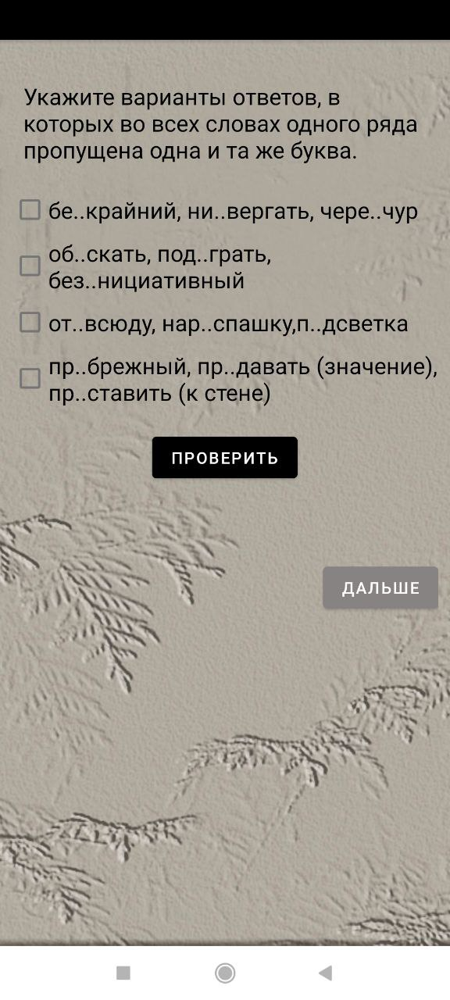 Укажите варианты ответов, в
которых во всех словах одного ряда
пропущена одна и та же буква.
бе..крайний, ни..вергать, чере..чур
об..скать, под..грать,
без..нициативный
от..всюду, нар..спашку,п..дсветка
пр..брежный, пр..давать (значение),
пр..ставить (к стене)
ПРОВЕРИТЬ
ДАЛЬШЕ